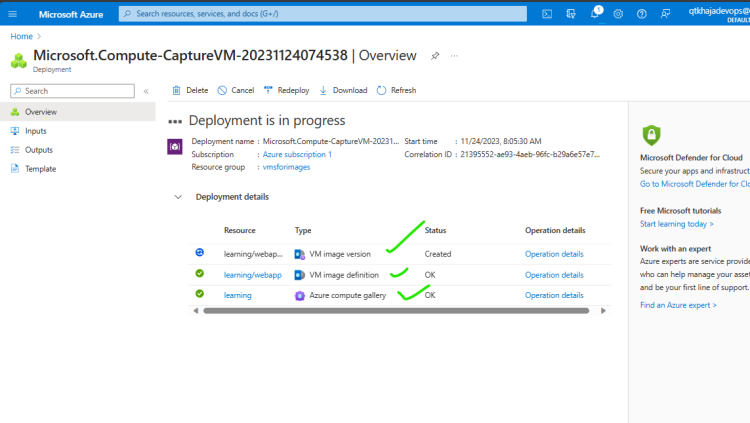 Microsoft Azure
Search resources, services, and docs (G+/)
1
qtkhajadevops@
DEFAULT
Home >
Microsoft.Compute-CaptureVM-20231124074538 | Overview ...
Deployment
Search
«
Delete Cancel Redeploy Download Refresh
Overview
Inputs
Outputs
Template
Deployment is in progress
Deployment name : Microsoft.Compute-CaptureVM-20231... Start time : 11/24/2023, 8:05:30 AM
Subscription : Azure subscription 1 Correlation ID : 21395552-ae93-4aeb-96fc-b29a6e57e7...
Resource group : vmsforimages
Deployment details
Resource Type Status Operation details
learning/webapp... VM image version Created Operation details
learning/webapp VM image definition OK Operation details
learning Azure compute gallery OK Operation details
Microsoft Defender for Cloud
Secure your apps and infrastruct
Go to Microsoft Defender for Clo
Free Microsoft tutorials
Start learning today >
Work with an expert
Azure experts are service provide
who can help manage your asset
and be your first line of support.
Find an Azure expert >